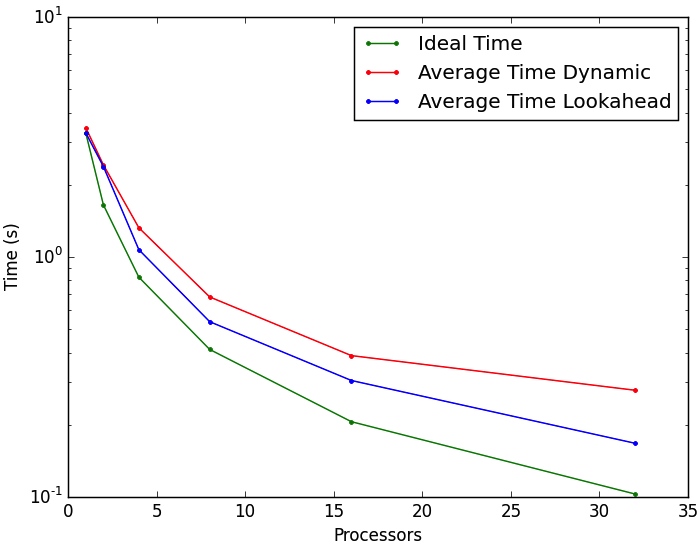 10¹
Ideal Time
Average Time Dynamic
Average Time Lookahead
Time (s)
10⁰
10⁻¹
0 5 10 15 20 25 30 35
Processors